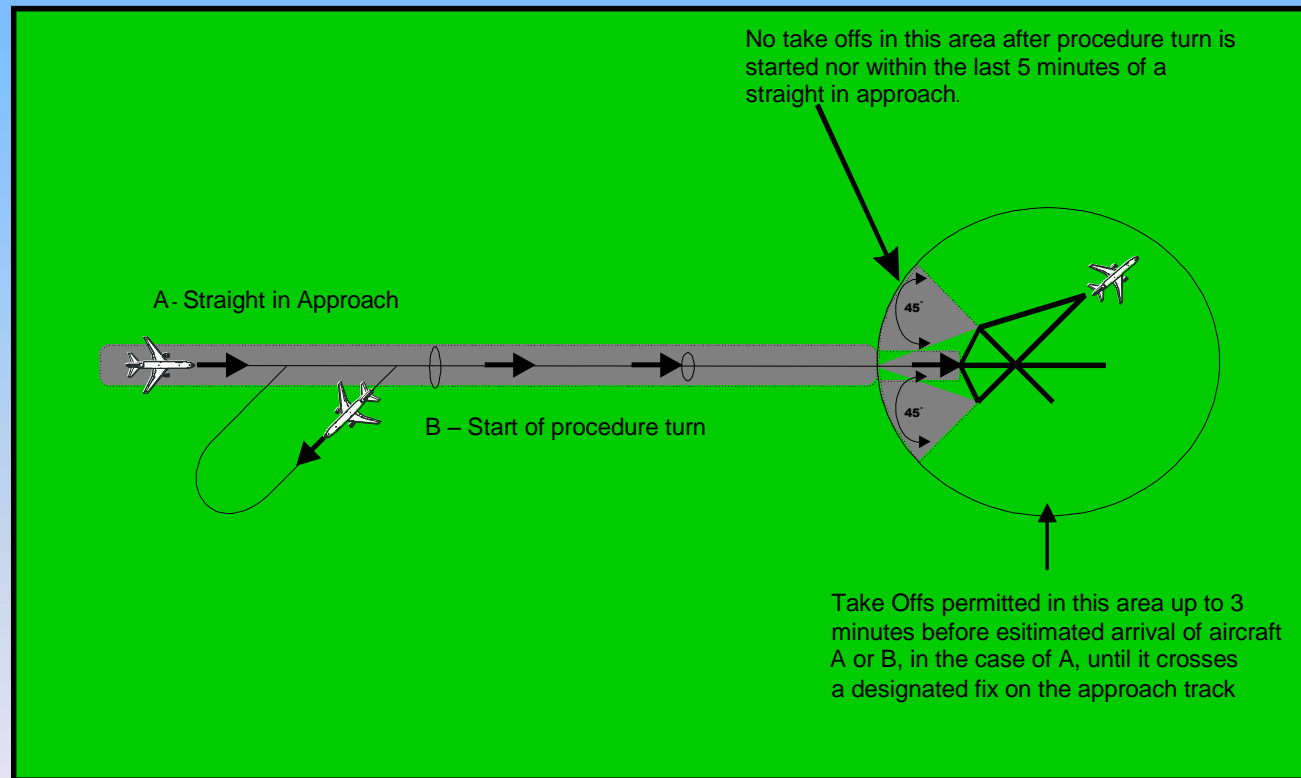 No take offs in this area after procedure turn is
started nor within the last 5 minutes of a
straight in approach.
A- Straight in Approach
45°
B – Start of procedure turn
45°
Take Offs permitted in this area up to 3
minutes before esitimated arrival of aircraft
A or B, in the case of A, until it crosses
a designated fix on the approach track